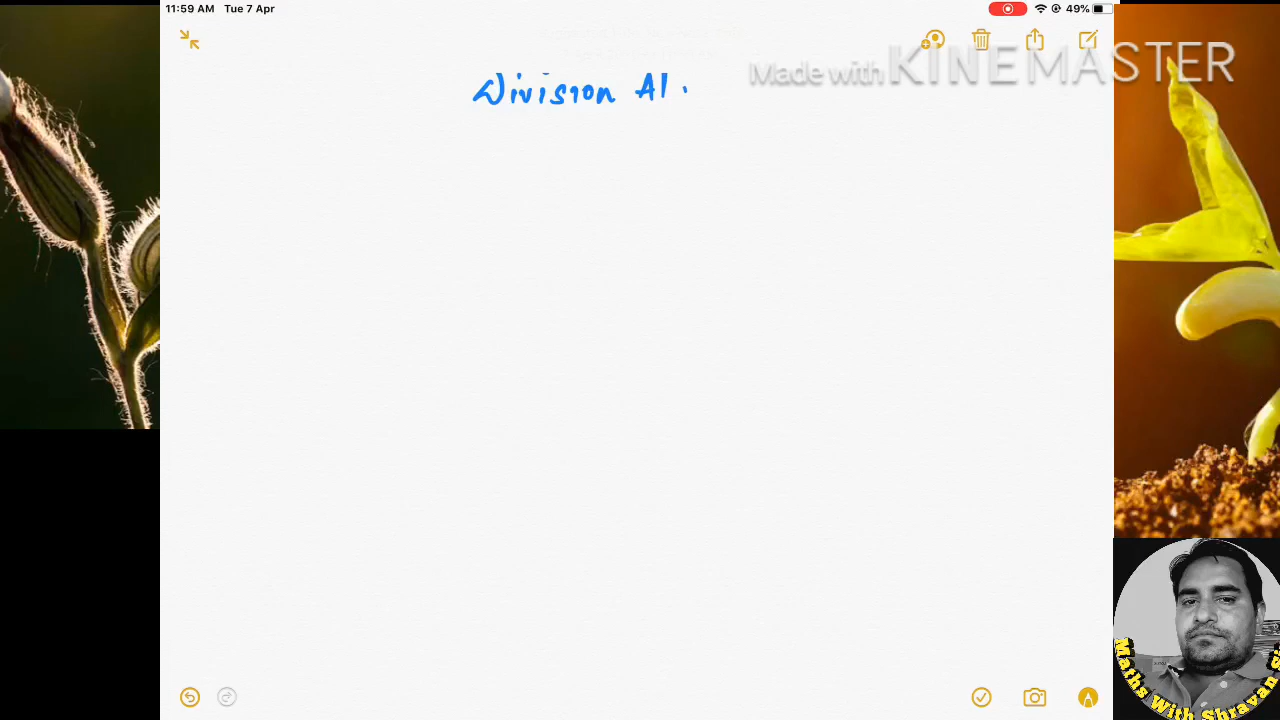 11:59 AM Tue 7 Apr
49%
Made with KINEMASTER
Division Al.
Maths With Shravan S